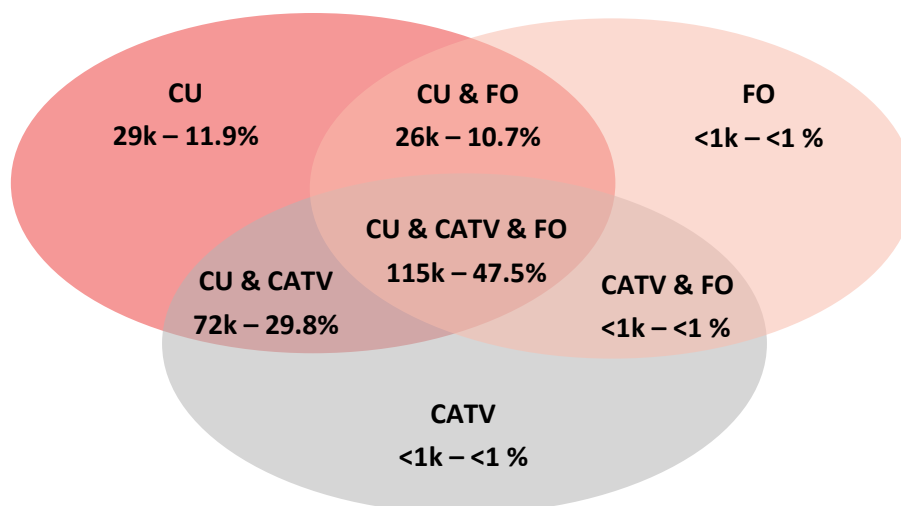 CU
29k – 11.9%
CU & FO
26k – 10.7%
FO
<1k – <1 %
CU & CATV & FO
115k – 47.5%
CU & CATV
72k – 29.8%
CATV & FO
<1k – <1 %
CATV
<1k – <1 %